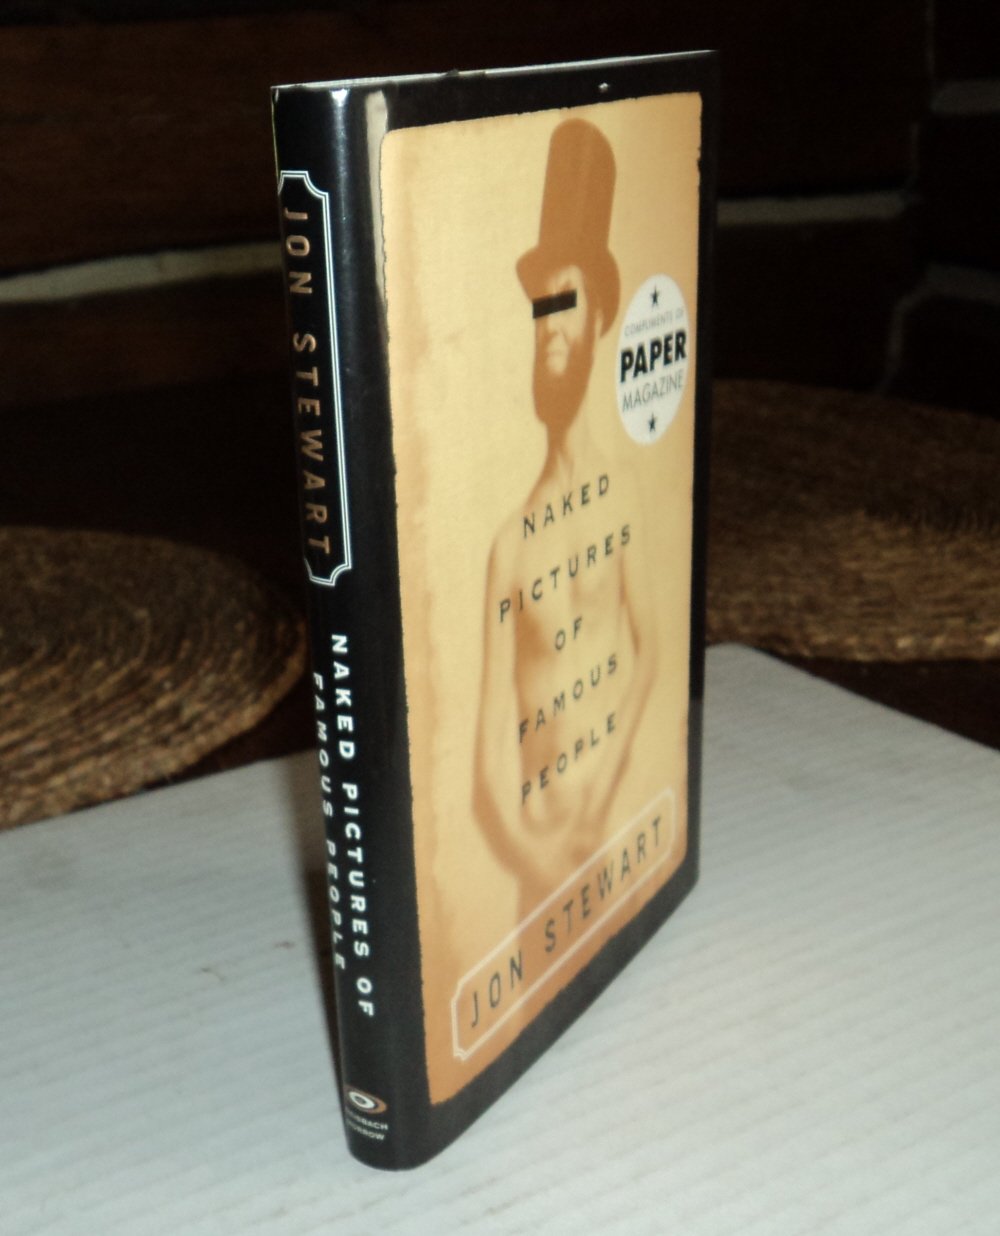 JON STEWART
NAKED PICTURES OF
FAMOUS PEOPLE
COMPLIMENTS OF
PAPER
MAGAZINE
NAKED
PICTURES
OF
FAMOUS
PEOPLE
JON STEWART